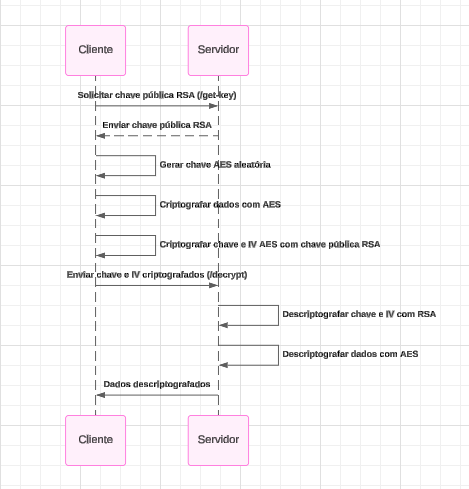 Cliente
Servidor
Solicitar chave pública RSA (/get-key)
Enviar chave pública RSA
Gerar chave AES aleatória
Criptografar dados com AES
Criptografar chave e IV AES com chave pública RSA
Enviar chave e IV criptografados (/decrypt)
Descriptografar chave e IV com RSA
Descriptografar dados com AES
Dados descriptografados
Cliente
Servidor